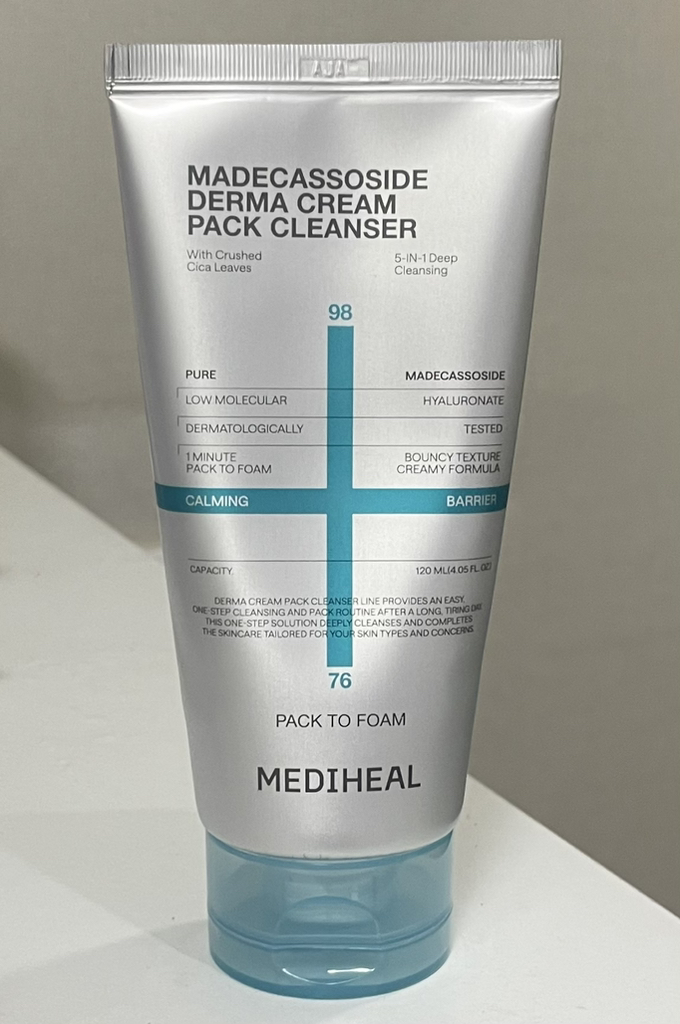 MADECASSOSIDE
DERMA CREAM
PACK CLEANSER
With Crushed
Cica Leaves
5-IN-1 Deep
Cleansing
98
PURE MADECASSOSIDE
LOW MOLECULAR HYALURONATE
DERMATOLOGICALLY TESTED
1 MINUTE
PACK TO FOAM
BOUNCY TEXTURE
CREAMY FORMULA
CALMING BARRIER
CAPACITY. 120 ML(4.05 FL. OZ)
DERMA CREAM PACK CLEANSER LINE PROVIDES AN EASY,
ONE-STEP CLEANSING AND PACK ROUTINE AFTER A LONG, TIRING DAY.
THIS ONE-STEP SOLUTION DEEPLY CLEANSES AND COMPLETES
THE SKINCARE TAILORED FOR YOUR SKIN TYPES AND CONCERNS.
76
PACK TO FOAM
MEDIHEAL